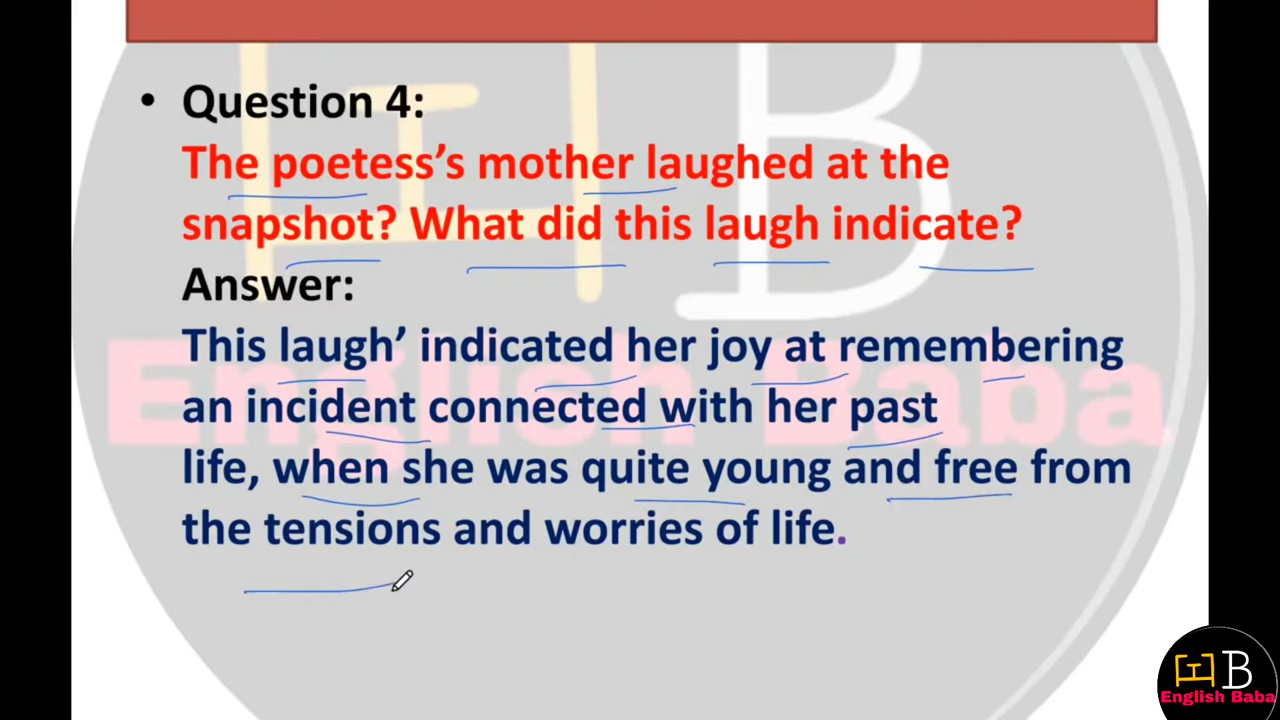 • Question 4:
The poetess's mother laughed at the
snapshot? What did this laugh indicate?
Answer:
This laugh’ indicated her joy at remembering
an incident connected with her past
life, when she was quite young and free from
the tensions and worries of life.
English Baba
B
English Baba